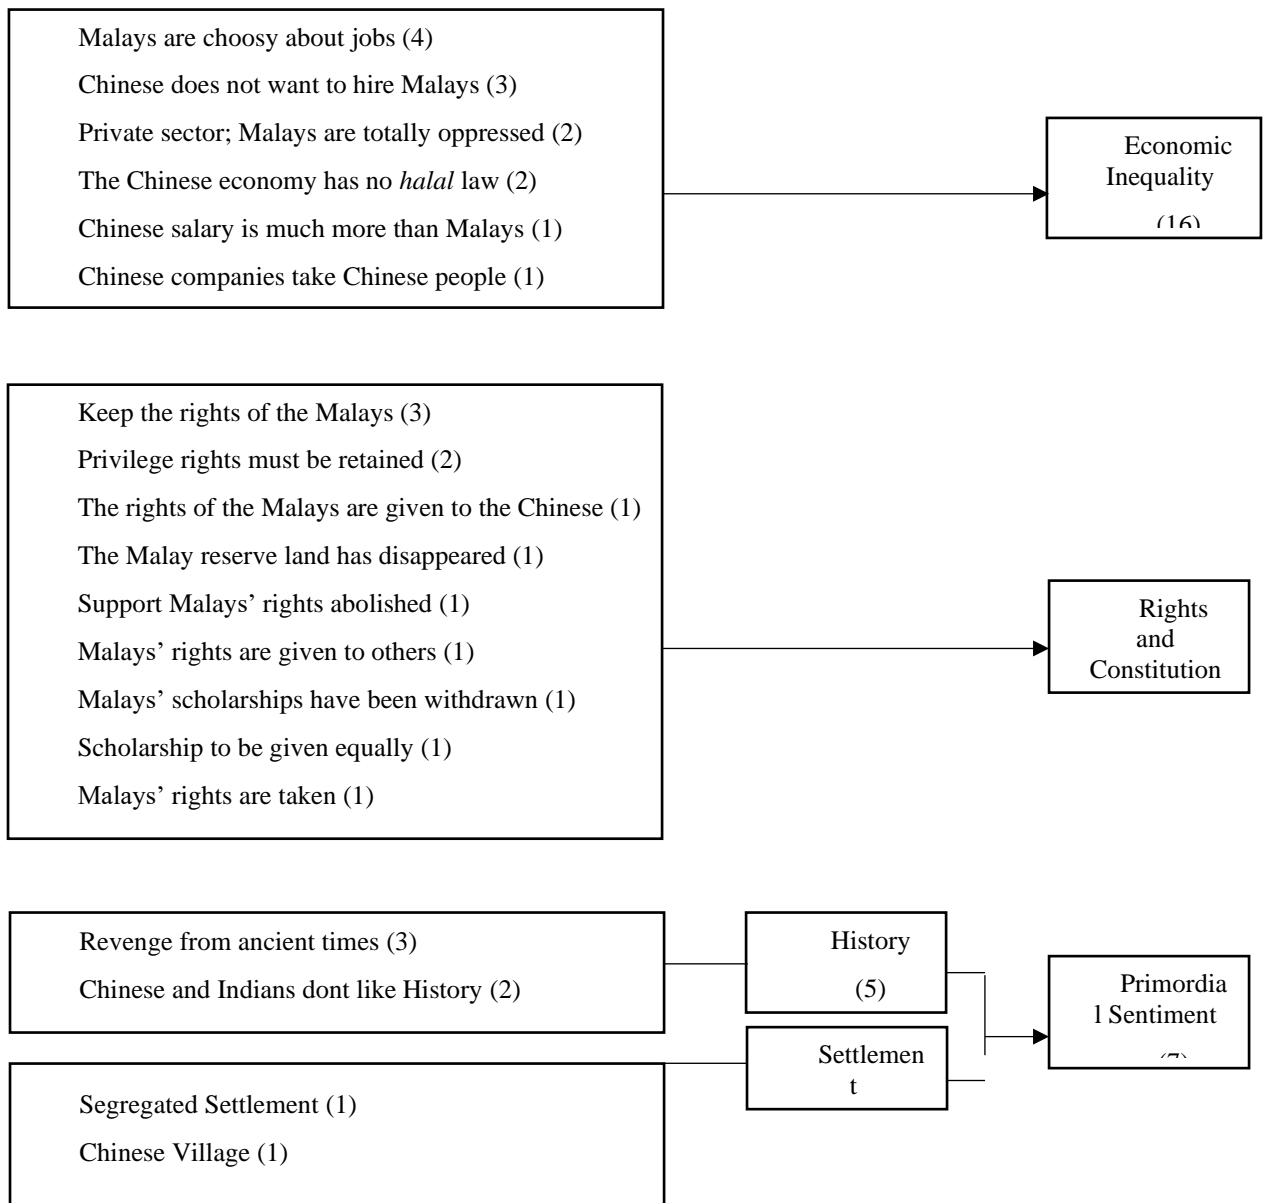 Malays are choosy about jobs (4)
Chinese does not want to hire Malays (3)
Private sector; Malays are totally oppressed (2)
The Chinese economy has no halal law (2)
Chinese salary is much more than Malays (1)
Chinese companies take Chinese people (1)
Economic
Inequality
(16)
Keep the rights of the Malays (3)
Privilege rights must be retained (2)
The rights of the Malays are given to the Chinese (1)
The Malay reserve land has disappeared (1)
Support Malays’ rights abolished (1)
Malays’ rights are given to others (1)
Malays’ scholarships have been withdrawn (1)
Scholarship to be given equally (1)
Malays’ rights are taken (1)
Rights
and
Constitution
Revenge from ancient times (3)
Chinese and Indians dont like History (2)
History
(5)
Segregated Settlement (1)
Chinese Village (1)
Settlemen
t
Primordia
l Sentiment
(7)